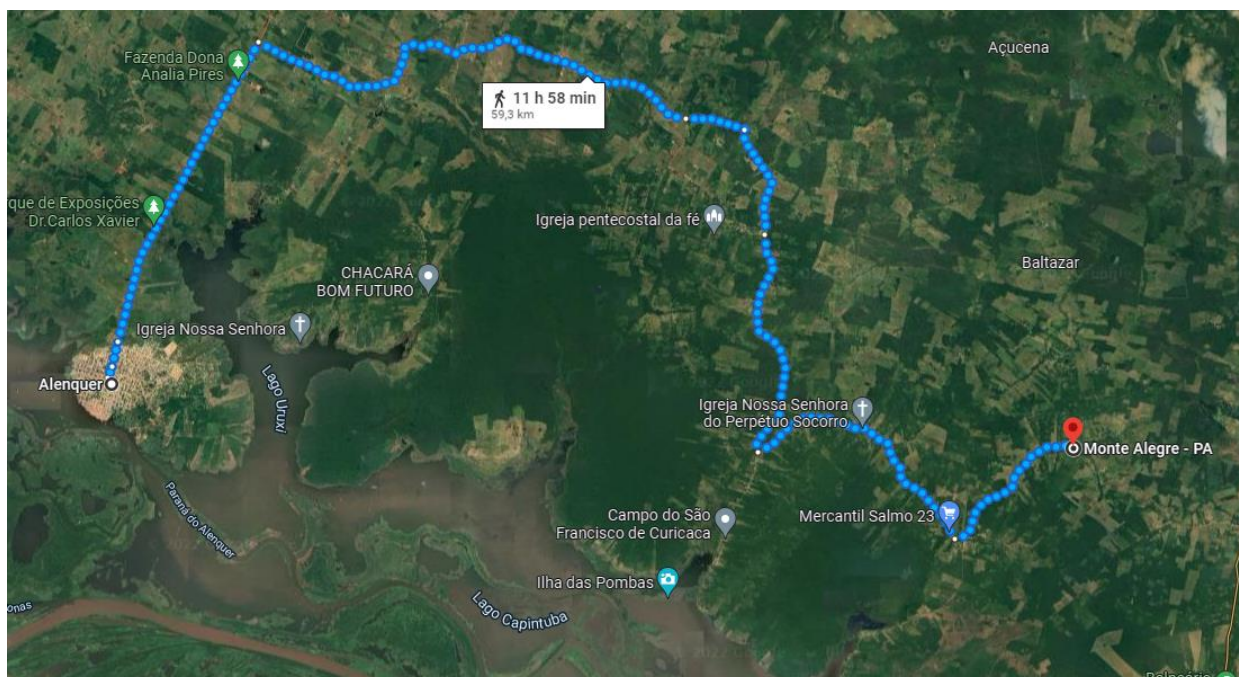 Açucena
Fazenda Dona
Analia Pires
11 h 58 min
59,3 km
que de Exposições
Dr.Carlos Xavier
Igreja pentecostal da fé
Baltazar
CHACARÁ
BOM FUTURO
Igreja Nossa Senhora
Alenquer
Lago Uruxi
Igreja Nossa Senhora
do Perpétuo Socorro
Monte Alegre - PA
Paraná do Alenquer
Campo do São
Francisco de Curicaca
Mercantil Salmo 23
Ilha das Pombas
Lago Capintuba
onas